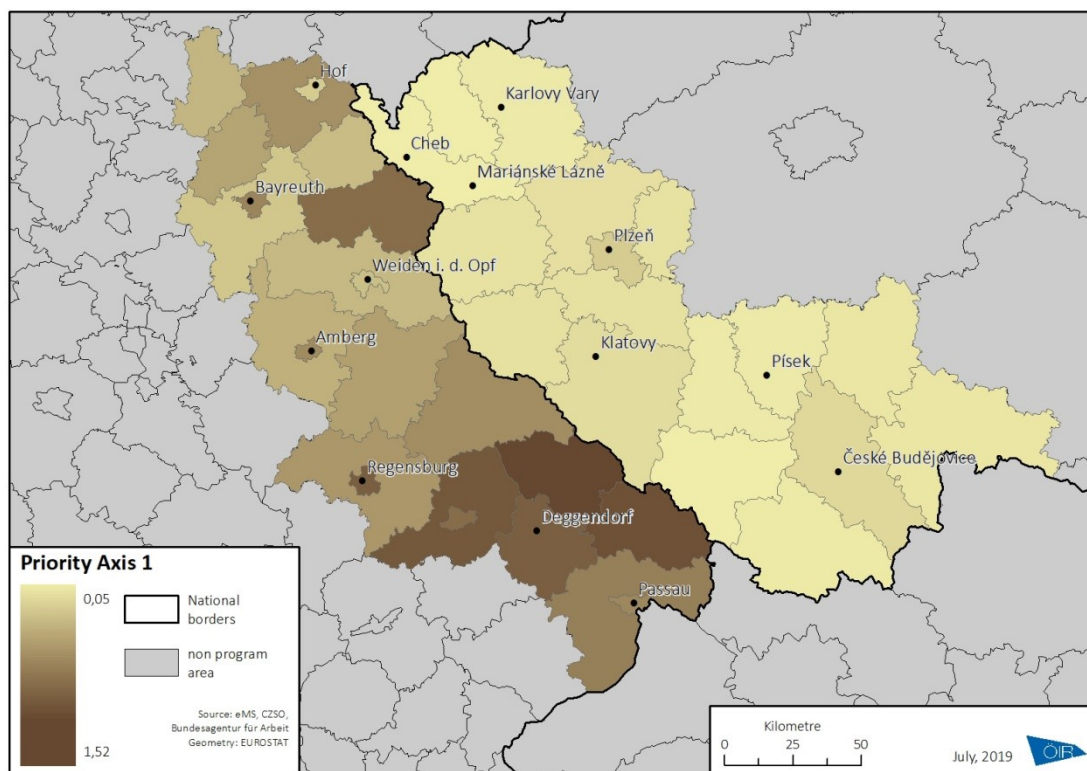 Hof
Karlovy Vary
Cheb
Mariánské Lázně
Bayreuth
Plzeň
Weiden i. d. Opf
Amberg
Klatovy
Písek
Regensburg
České Budějovice
Deggendorf
Passau
Priority Axis 1
0,05
National
borders
non program
area
Source: eMS, CZSO,
Bundesagentur für Arbeit
Geometry: EUROSTAT
1,52
Kilometre
0 25 50
July, 2019
ÖIR